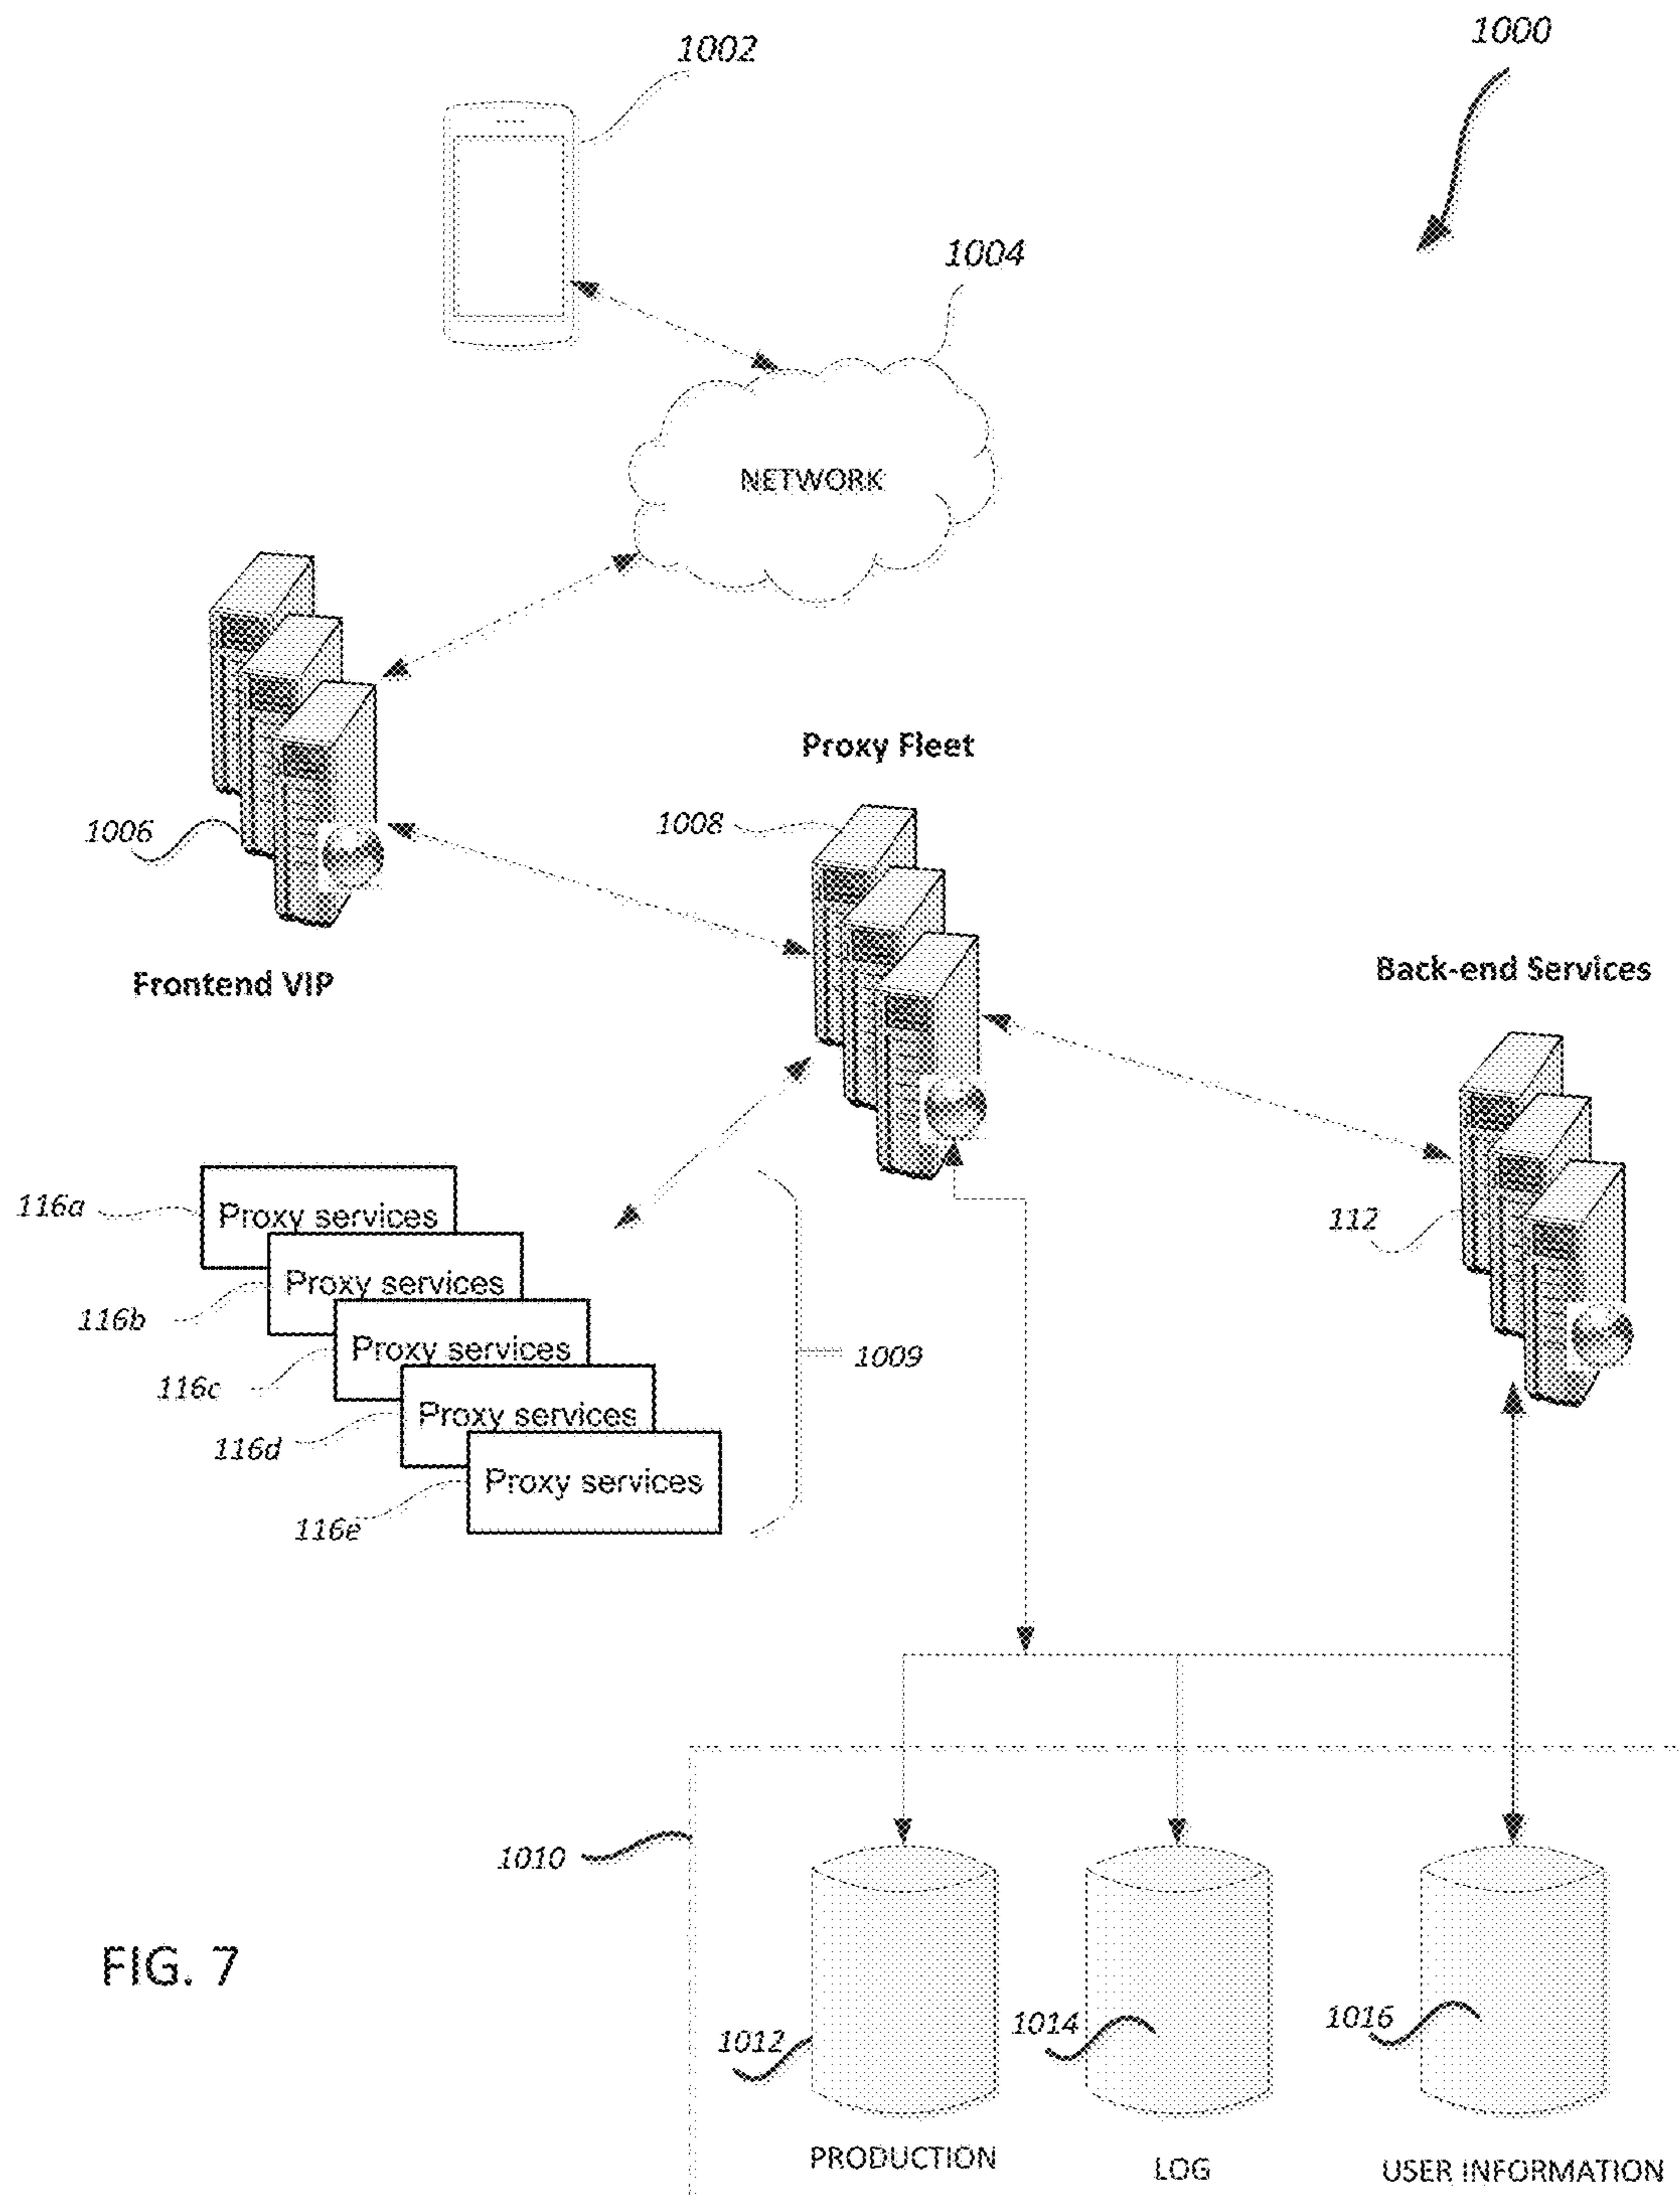 1002
1000
1004
NETWORK
Proxy Fleet
1006
1008
Frontend VIP
Back-end Services
116a
Proxy services
112
116b
Proxy services
116c
Proxy services
1009
116d
Proxy services
116e
Proxy services
1010
FIG. 7
1012
1014
1016
PRODUCTION
LOG
USER INFORMATION